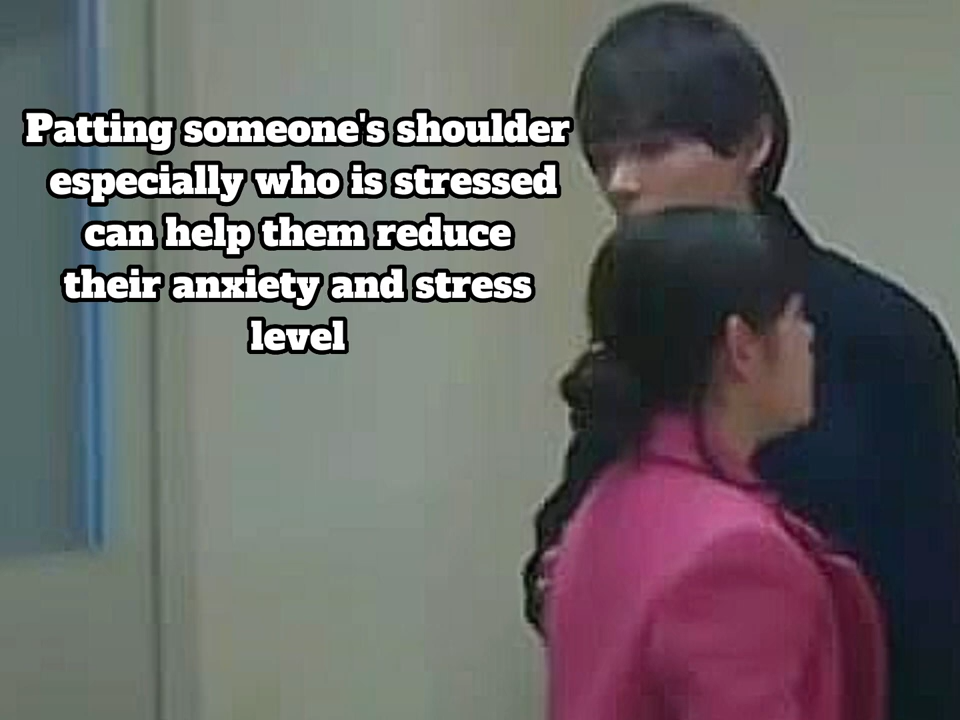 Patting someone's shoulder
especially who is stressed
can help them reduce
their anxiety and stress
level